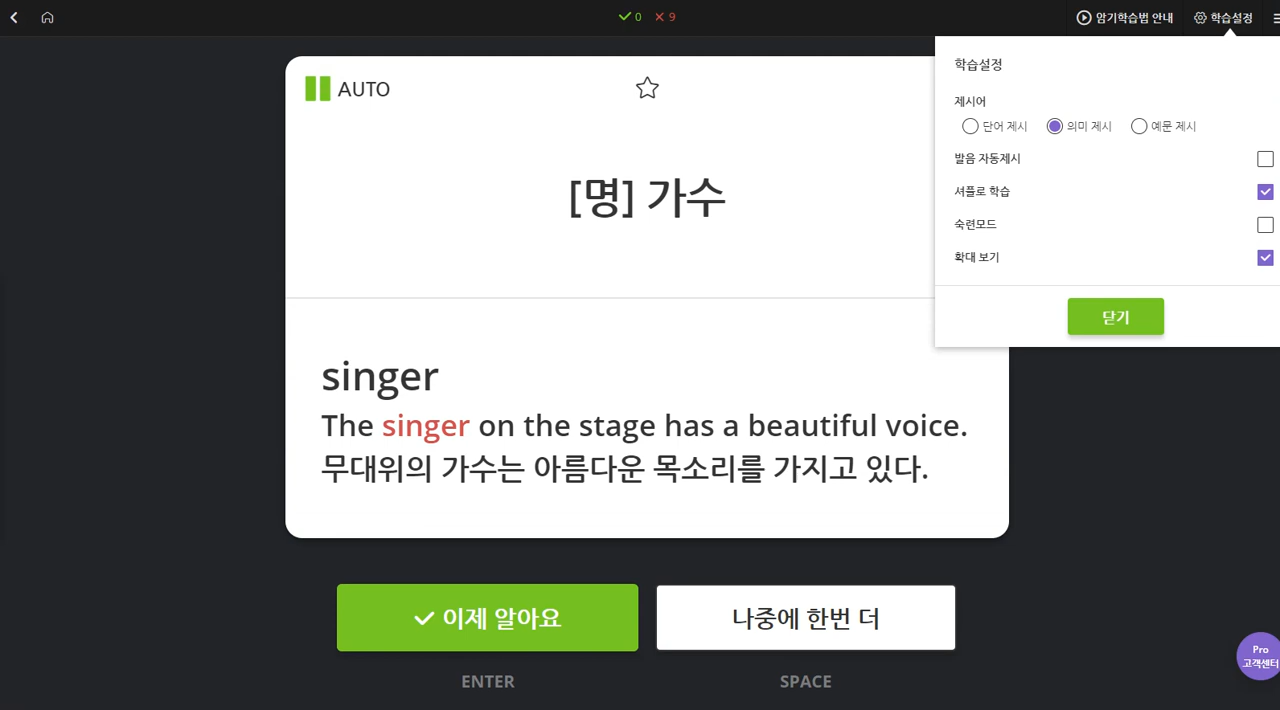 0 9
암기학습법 안내
학습설정
AUTO
[명] 가수
singer
The singer on the stage has a beautiful voice.
무대위의 가수는 아름다운 목소리를 가지고 있다.
학습설정
제시어
단어 제시 의미 제시 예문 제시
발음 자동제시
셔플로 학습
숙련모드
확대 보기
닫기
이제 알아요
나중에 한번 더
ENTER
SPACE
Pro
고객센터